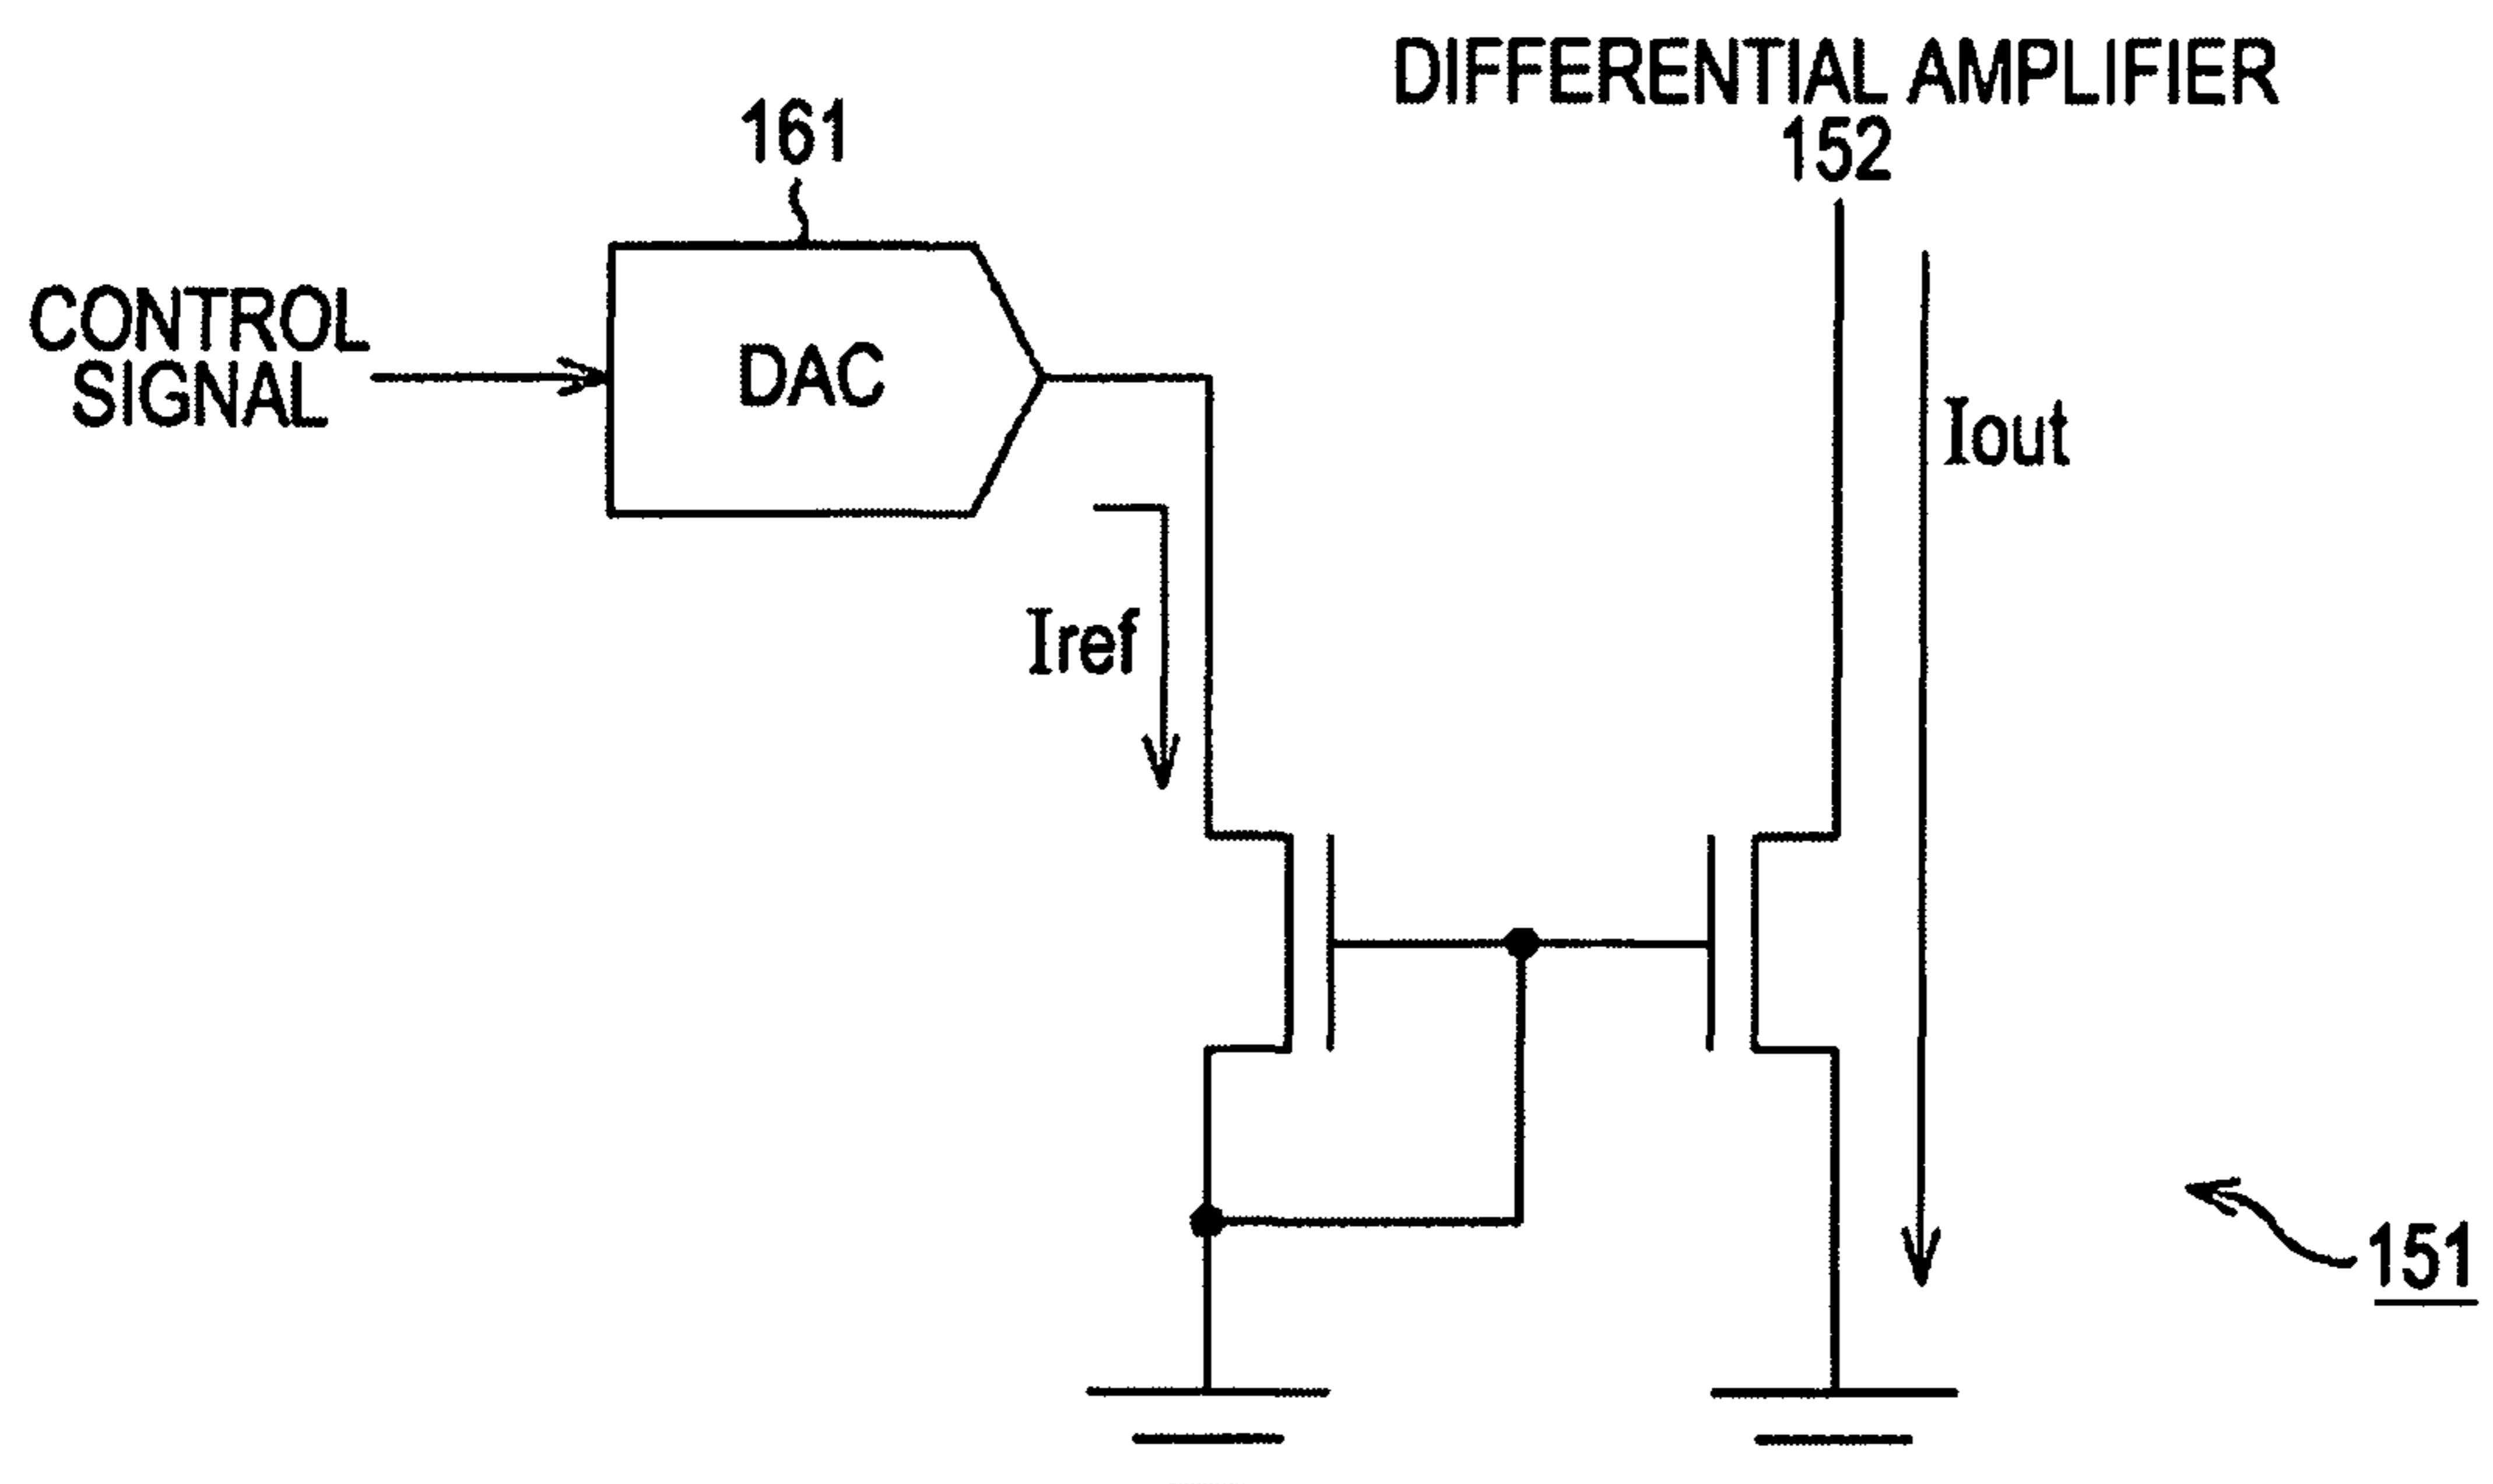 DIFFERENTIAL AMPLIFIER
152
161
CONTROL
SIGNAL
DAC
Iout
Iref
151